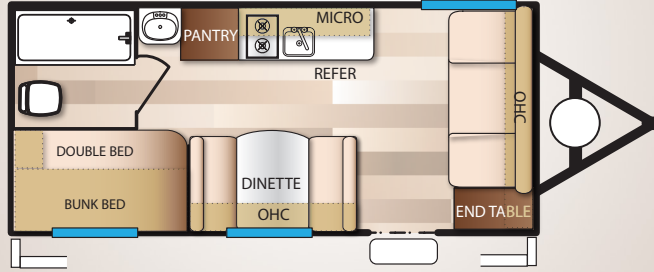 MICRO
PANTRY
REFER
OHC
DOUBLE BED
BUNK BED
DINETTE
OHC
END TABLE